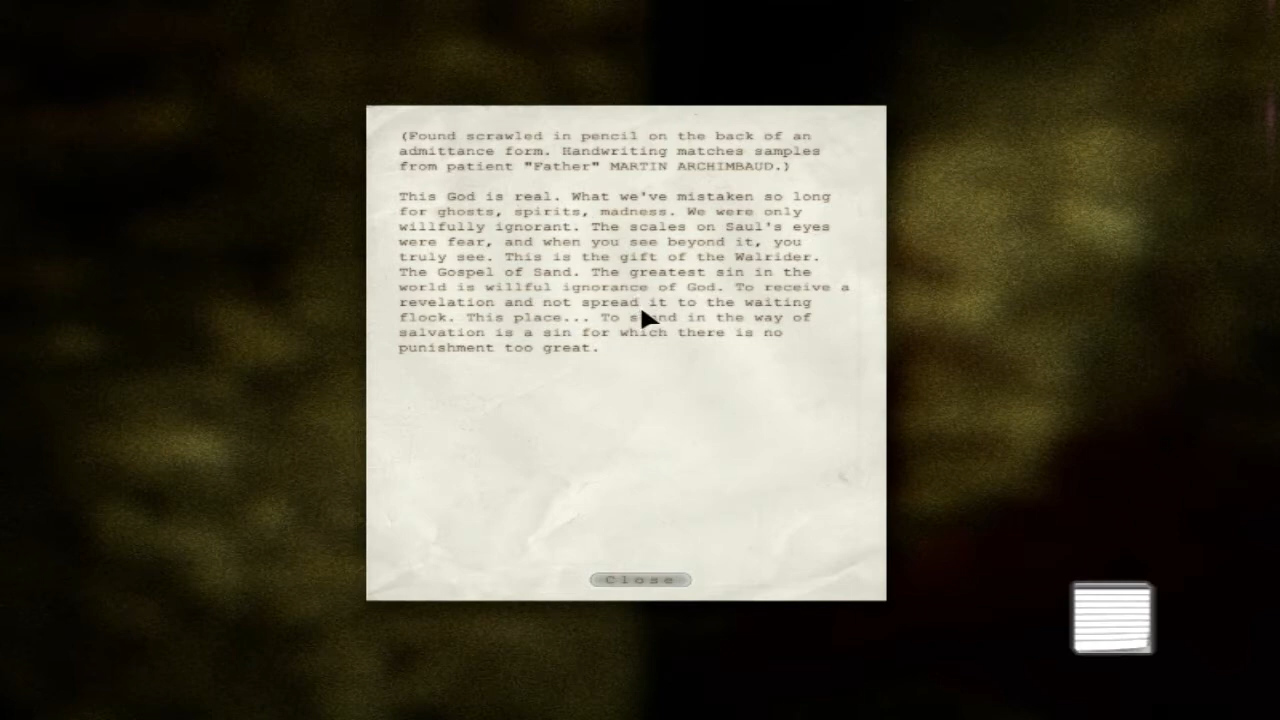 (Found scrawled in pencil on the back of an
admittance form. Handwriting matches samples
from patient "Father" MARTIN ARCHIMBAUD.)
This God is real. What we've mistaken so long
for ghosts, spirits, madness. We were only
willfully ignorant. The scales on Saul's eyes
were fear, and when you see beyond it, you
truly see. This is the gift of the Walrider.
The Gospel of Sand. The greatest sin in the
world is willful ignorance of God. To receive a
revelation and not spread it to the waiting
flock. This place... To stand in the way of
salvation is a sin for which there is no
punishment too great.
Close